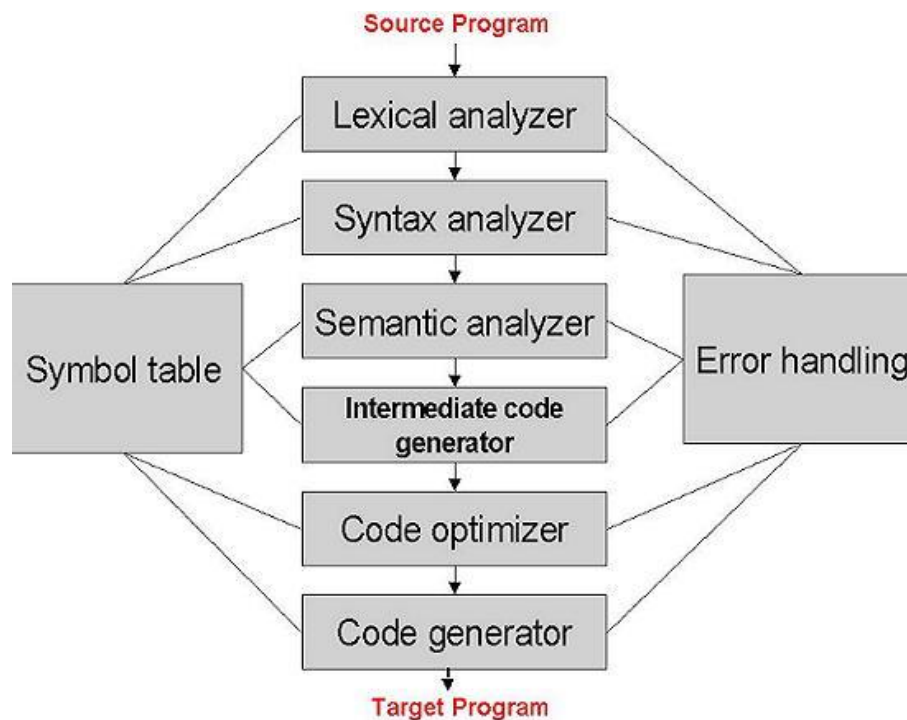 Source Program
Lexical analyzer
Syntax analyzer
Semantic analyzer
Symbol table
Error handling
Intermediate code
generator
Code optimizer
Code generator
Target Program